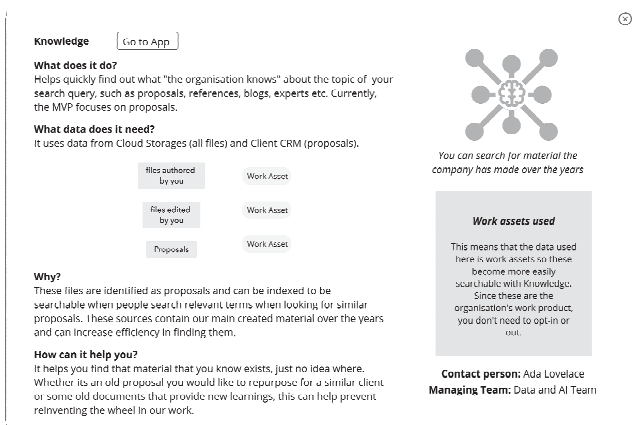 Knowledge
Go to App
What does it do?
Helps quickly find out what "the organisation knows" about the topic of your
search query, such as proposals, references, blogs, experts etc. Currently,
the MVP focuses on proposals.
What data does it need?
It uses data from Cloud Storages (all files) and Client CRM (proposals).
files authored
by you
Work Asset
files edited
by you
Work Asset
Proposals
Work Asset
Why?
These files are identified as proposals and can be indexed to be
searchable when people search relevant terms when looking for similar
proposals. These sources contain our main created material over the years
and can increase efficiency in finding them.
How can it help you?
It helps you find that material that you know exists, just no idea where.
Whether its an old proposal you would like to repurpose for a similar client
or some old documents that provide new learnings, this can help prevent
reinventing the wheel in our work.
You can search for material the
company has made over the years
Work assets used
This means that the data used
here is work assets so these
become more easily
searchable with Knowledge.
Since these are the
organisation's work product,
you don't need to opt-in or
out.
Contact person: Ada Lovelace
Managing Team: Data and AI Team